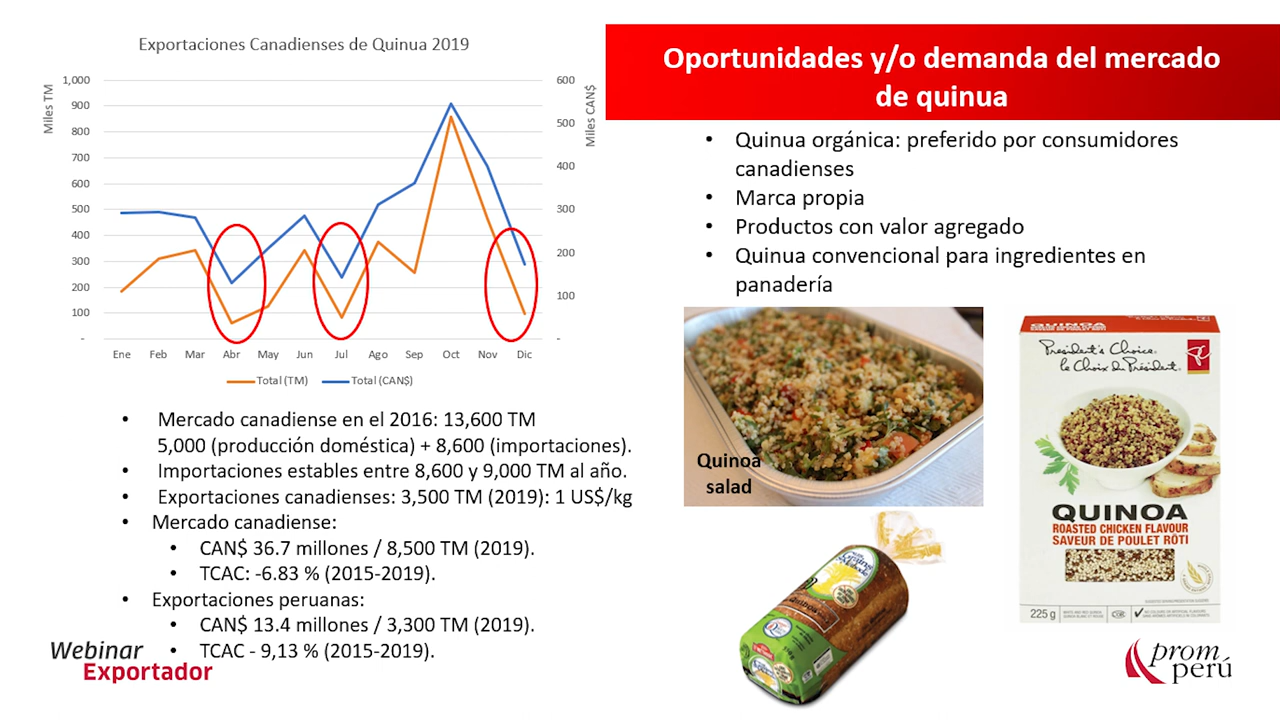 Exportaciones Canadienses de Quinua 2019
Miles TM
1,000
900
800
700
600
500
400
300
200
100
-
600
500
400
300
200
100
-
Miles CAN$
Ene Feb Mar Abr May Jun Jul Ago Sep Oct Nov Dic
Total (TM) Total (CAN$)
• Mercado canadiense en el 2016: 13,600 TM
5,000 (producción doméstica) + 8,600 (importaciones).
• Importaciones estables entre 8,600 y 9,000 TM al año.
• Exportaciones canadienses: 3,500 TM (2019): 1 US$/kg
• Mercado canadiense:
• CAN$ 36.7 millones / 8,500 TM (2019).
• TCAC: -6.83 % (2015-2019).
• Exportaciones peruanas:
• CAN$ 13.4 millones / 3,300 TM (2019).
• TCAC - 9,13 % (2015-2019).
Webinar
Exportador
Oportunidades y/o demanda del mercado
de quinua
• Quinua orgánica: preferido por consumidores
canadienses
• Marca propia
• Productos con valor agregado
• Quinua convencional para ingredientes en
panadería
Quinoa
salad
QUINOA
President's Choice
le Choix du Président
PC
QUINOA
ROASTED CHICKEN FLAVOUR
SAVEUR DE POULET RÔTI
225 g
QUINOA
prom
perú